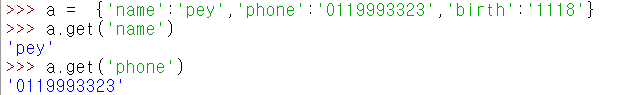 >>> a =  {'name':'pey','phone':'0119993323','birth':'1118'}
>>> a.get('name')
'pey'
>>> a.get('phone')
'0119993323'